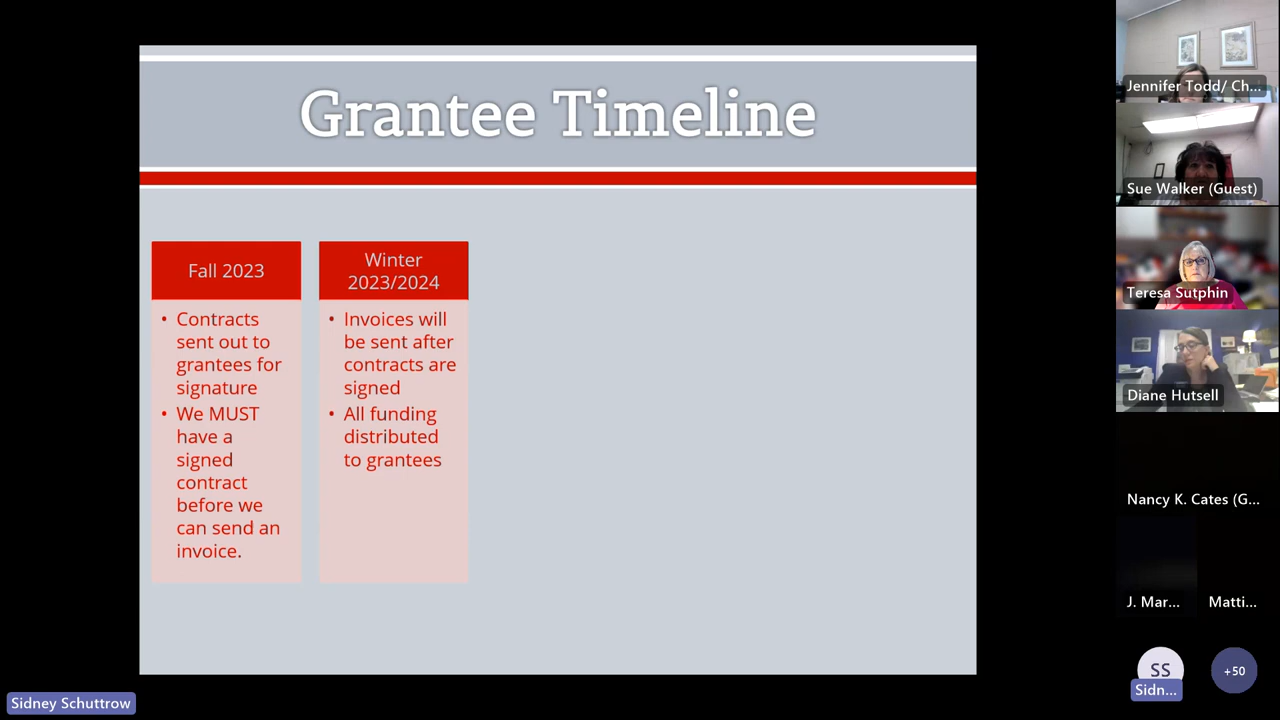 Grantee Timeline
Fall 2023
• Contracts
sent out to
grantees for
signature
• We MUST
have a
signed
contract
before we
can send an
invoice.
Winter
2023/2024
• Invoices will
be sent after
contracts are
signed
• All funding
distributed
to grantees
Jennifer Todd/ Ch...
Sue Walker (Guest)
Teresa Sutphin
Diane Hutsell
Nancy K. Cates (G...
J. Mar...
Matti...
SS
Sidn...
+50
Sidney Schuttrow